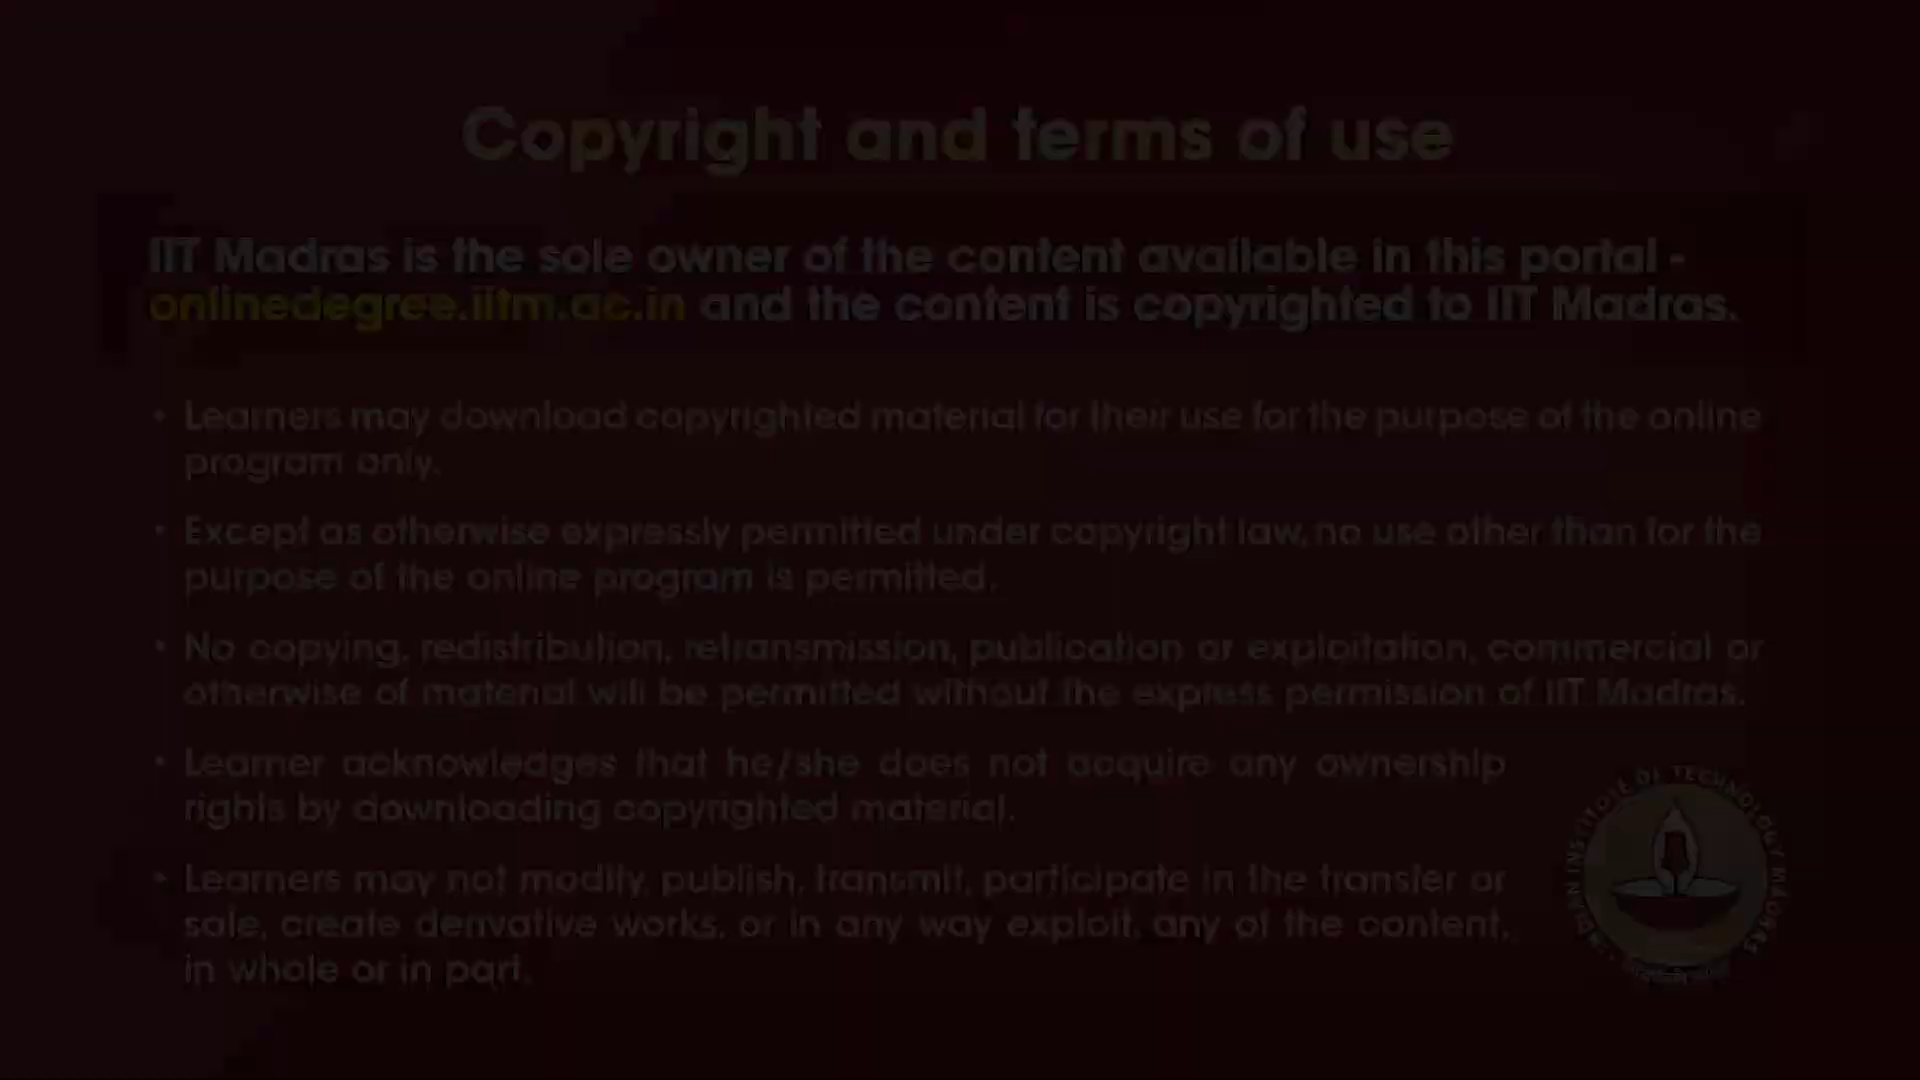 Copyright and terms of use
IIT Madras is the sole owner of the content available in this portal -
onlinedegree.iitm.ac.in and the content is copyrighted to IIT Madras.
• Learners may download copyrighted material for their use for the purpose of the online
program only.
• Except as otherwise expressly permitted under copyright law, no use other than for the
purpose of the online program is permitted.
• No copying, redistribution, retransmission, publication or exploitation, commercial or
otherwise of material will be permitted without the express permission of IIT Madras.
• Learner acknowledges that he/she does not acquire any ownership
rights by downloading copyrighted material.
• Learners may not modify, publish, transmit, participate in the transfer or
sale, create derivative works, or in any way exploit, any of the content,
in whole or in part.
INDIAN INSTITUTE OF TECHNOLOGY MADRAS